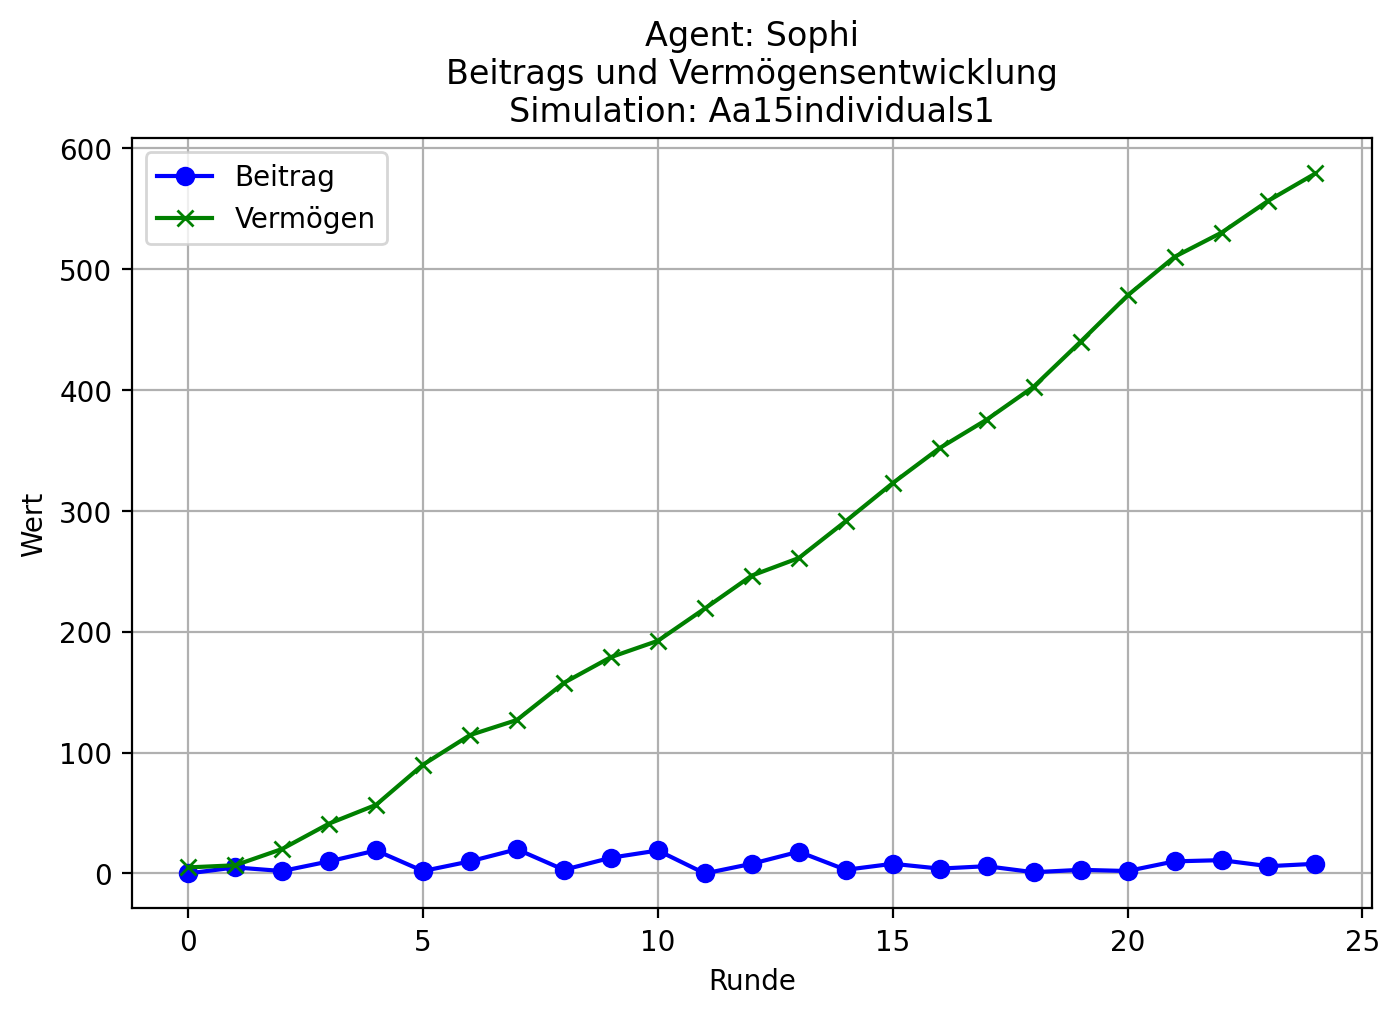 Agent: Sophi
Beitrags und Vermögensentwicklung
Simulation: Aa15individuals1
Beitrag
Vermögen
600
500
400
300
200
100
0
Wert
0 5 10 15 20 25
Runde